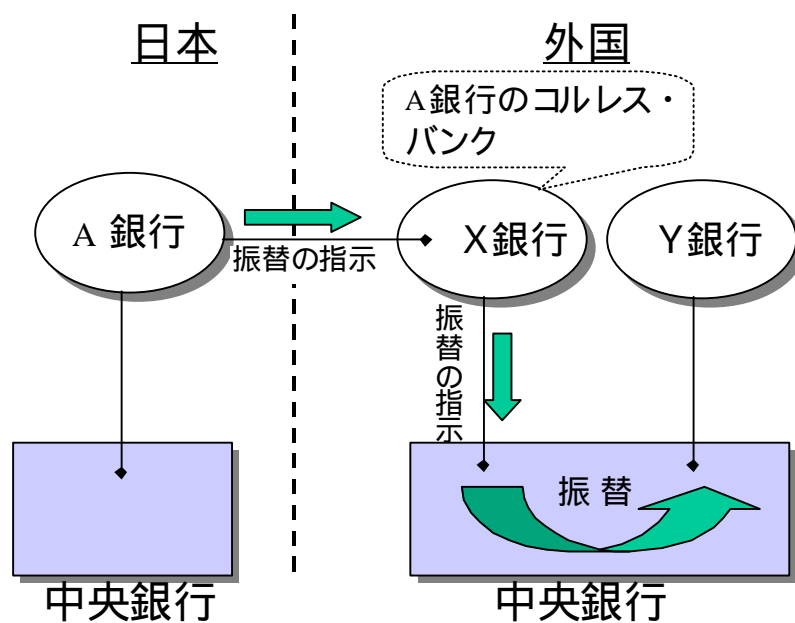 日本
外国
A銀行のコルレス・
バンク
A 銀行
X銀行
Y銀行
振替の指示
振替の指示
振 替
中央銀行
中央銀行